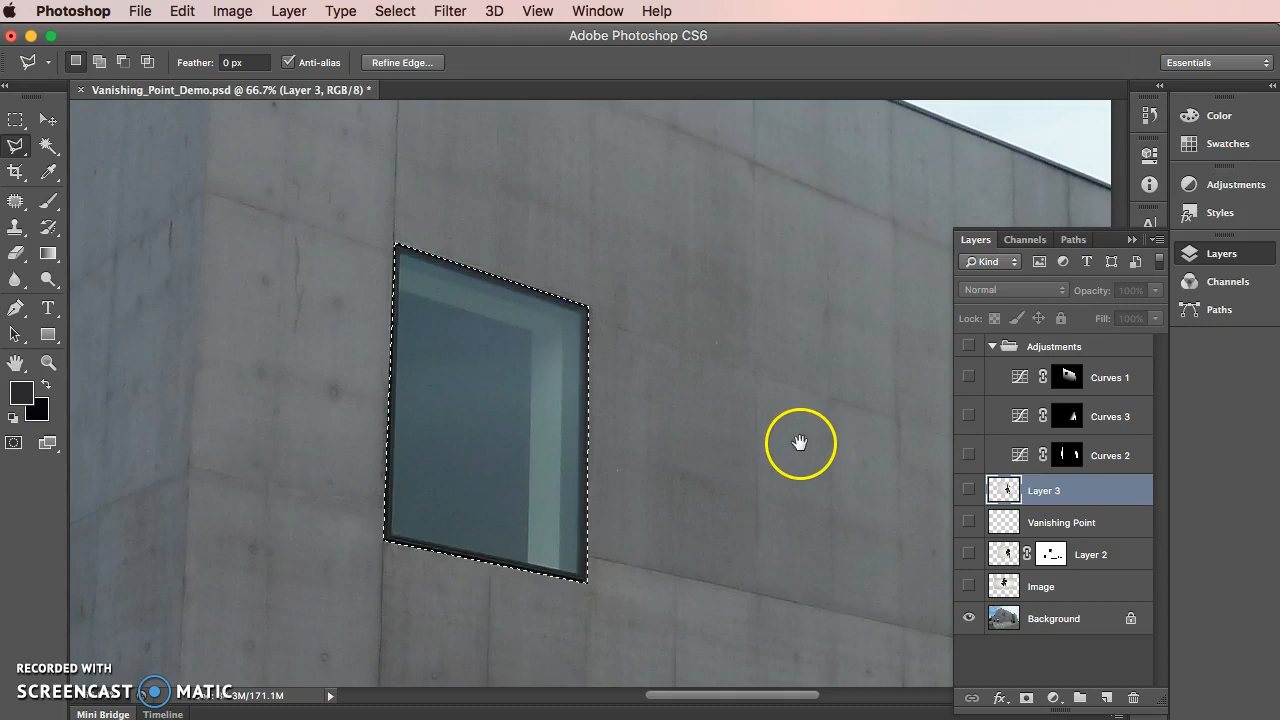 Photoshop File Edit Image Layer Type Select Filter 3D View Window Help
Adobe Photoshop CS6
Feather: 0 px Anti-alias Refine Edge... Essentials
× Vanishing_Point_Demo.psd @ 66.7% (Layer 3, RGB/8) *
Color
Swatches
Adjustments
Styles
Layers
Channels
Paths
Layers Channels Paths
Kind
Normal Opacity: 100%
Lock: Fill: 100%
Adjustments
Curves 1
Curves 3
Curves 2
Layer 3
Vanishing Point
Layer 2
Image
Background
RECORDED WITH
SCREENCAST MATIC
M/171.1M
Mini Bridge Timeline